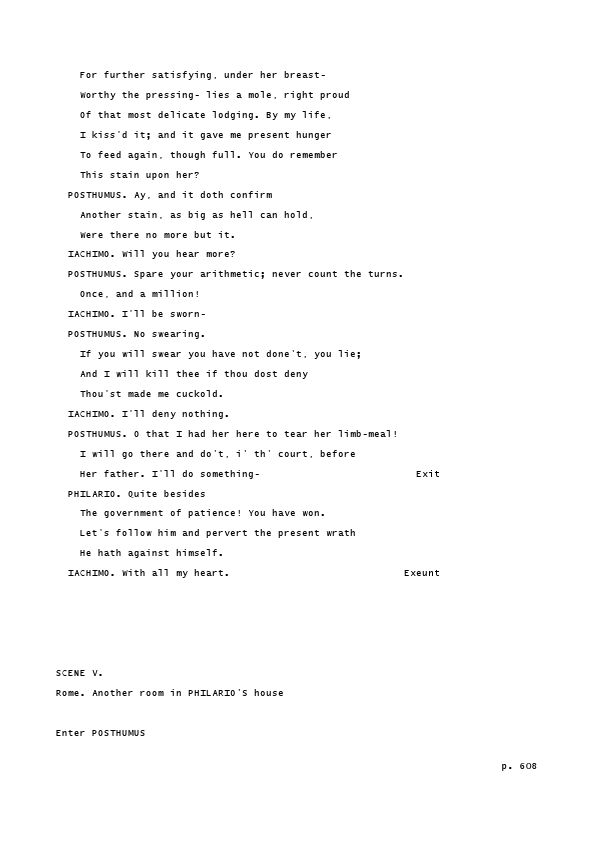 For further satisfying, under her breast-
Worthy the pressing- lies a mole, right proud
Of that most delicate lodging. By my life,
I kiss'd it; and it gave me present hunger
To feed again, though full. You do remember
This stain upon her?
POSTHUMUS. Ay, and it doth confirm
Another stain, as big as hell can hold,
Were there no more but it.
IACHIMO. Will you hear more?
POSTHUMUS. Spare your arithmetic; never count the turns.
Once, and a million!
IACHIMO. I'll be sworn-
POSTHUMUS. No swearing.
If you will swear you have not done't, you lie;
And I will kill thee if thou dost deny
Thou'st made me cuckold.
IACHIMO. I'll deny nothing.
POSTHUMUS. O that I had her here to tear her limb-meal!
I will go there and do't, i' th' court, before
Her father. I'll do something- Exit
PHILARIO. Quite besides
The government of patience! You have won.
Let's follow him and pervert the present wrath
He hath against himself.
IACHIMO. With all my heart. Exeunt
SCENE V.
Rome. Another room in PHILARIO'S house
Enter POSTHUMUS
p. 608